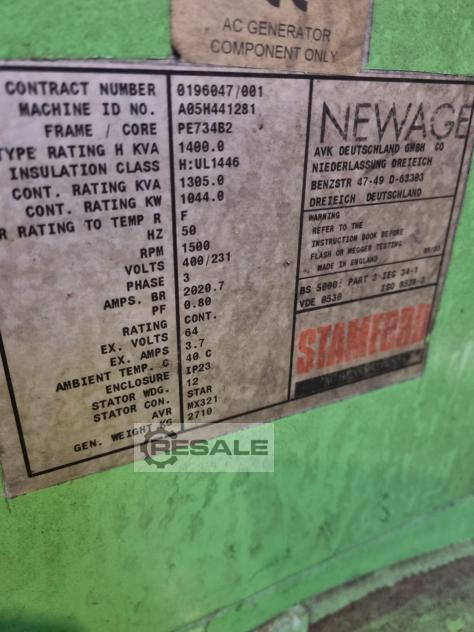 AC GENERATOR
COMPONENT ONLY
CONTRACT NUMBER 0196047/001
MACHINE ID NO. A05H441281
FRAME / CORE PE734B2
TYPE RATING H KVA 1400.0
INSULATION CLASS H:UL1446
CONT. RATING KVA 1305.0
CONT. RATING KW 1044.0
R RATING TO TEMP R F
HZ 50
RPM 1500
VOLTS 400/231
PHASE 3
AMPS. BR 2020.7
PF 0.80
RATING CONT.
EX. VOLTS 64
EX. AMPS 3.7
AMBIENT TEMP. C 40 C
ENCLOSURE IP23
STATOR WDG. 12
STATOR CON. STAR
AVR MX321
GEN. WEIGHT KG 2710
NEWAGE
AVK DEUTSCHLAND GMBH CO
NIEDERLASSUNG DREIEICH
BENZSTR 47-49 D-63303
DREIEICH DEUTSCHLAND
WARNING
REFER TO THE
INSTRUCTION BOOK BEFORE
FLASH OR MEGGER TESTING
MADE IN ENGLAND
BS 5000: PART 3 IEC 34-1
VDE 0530 ISO 8528-3
STAMFORD
RESALE